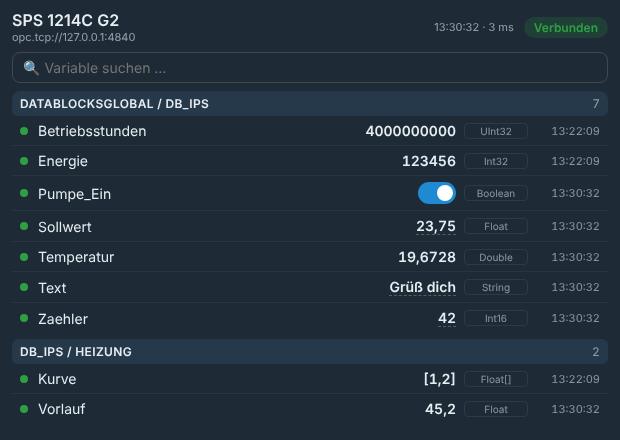 SPS 1214C G2
opc.tcp://127.0.0.1:4840
13:30:32 · 3 ms Verbunden
🔍 Variable suchen ...
DATABLOCKSGLOBAL / DB_IPS 7
Betriebsstunden 4000000000 UInt32 13:22:09
Energie 123456 Int32 13:22:09
Pumpe_Ein Boolean 13:30:32
Sollwert 23,75 Float 13:30:32
Temperatur 19,6728 Double 13:30:32
Text Grüß dich String 13:30:32
Zaehler 42 Int16 13:30:32
DB_IPS / HEIZUNG 2
Kurve [1,2] Float[] 13:22:09
Vorlauf 45,2 Float 13:30:32